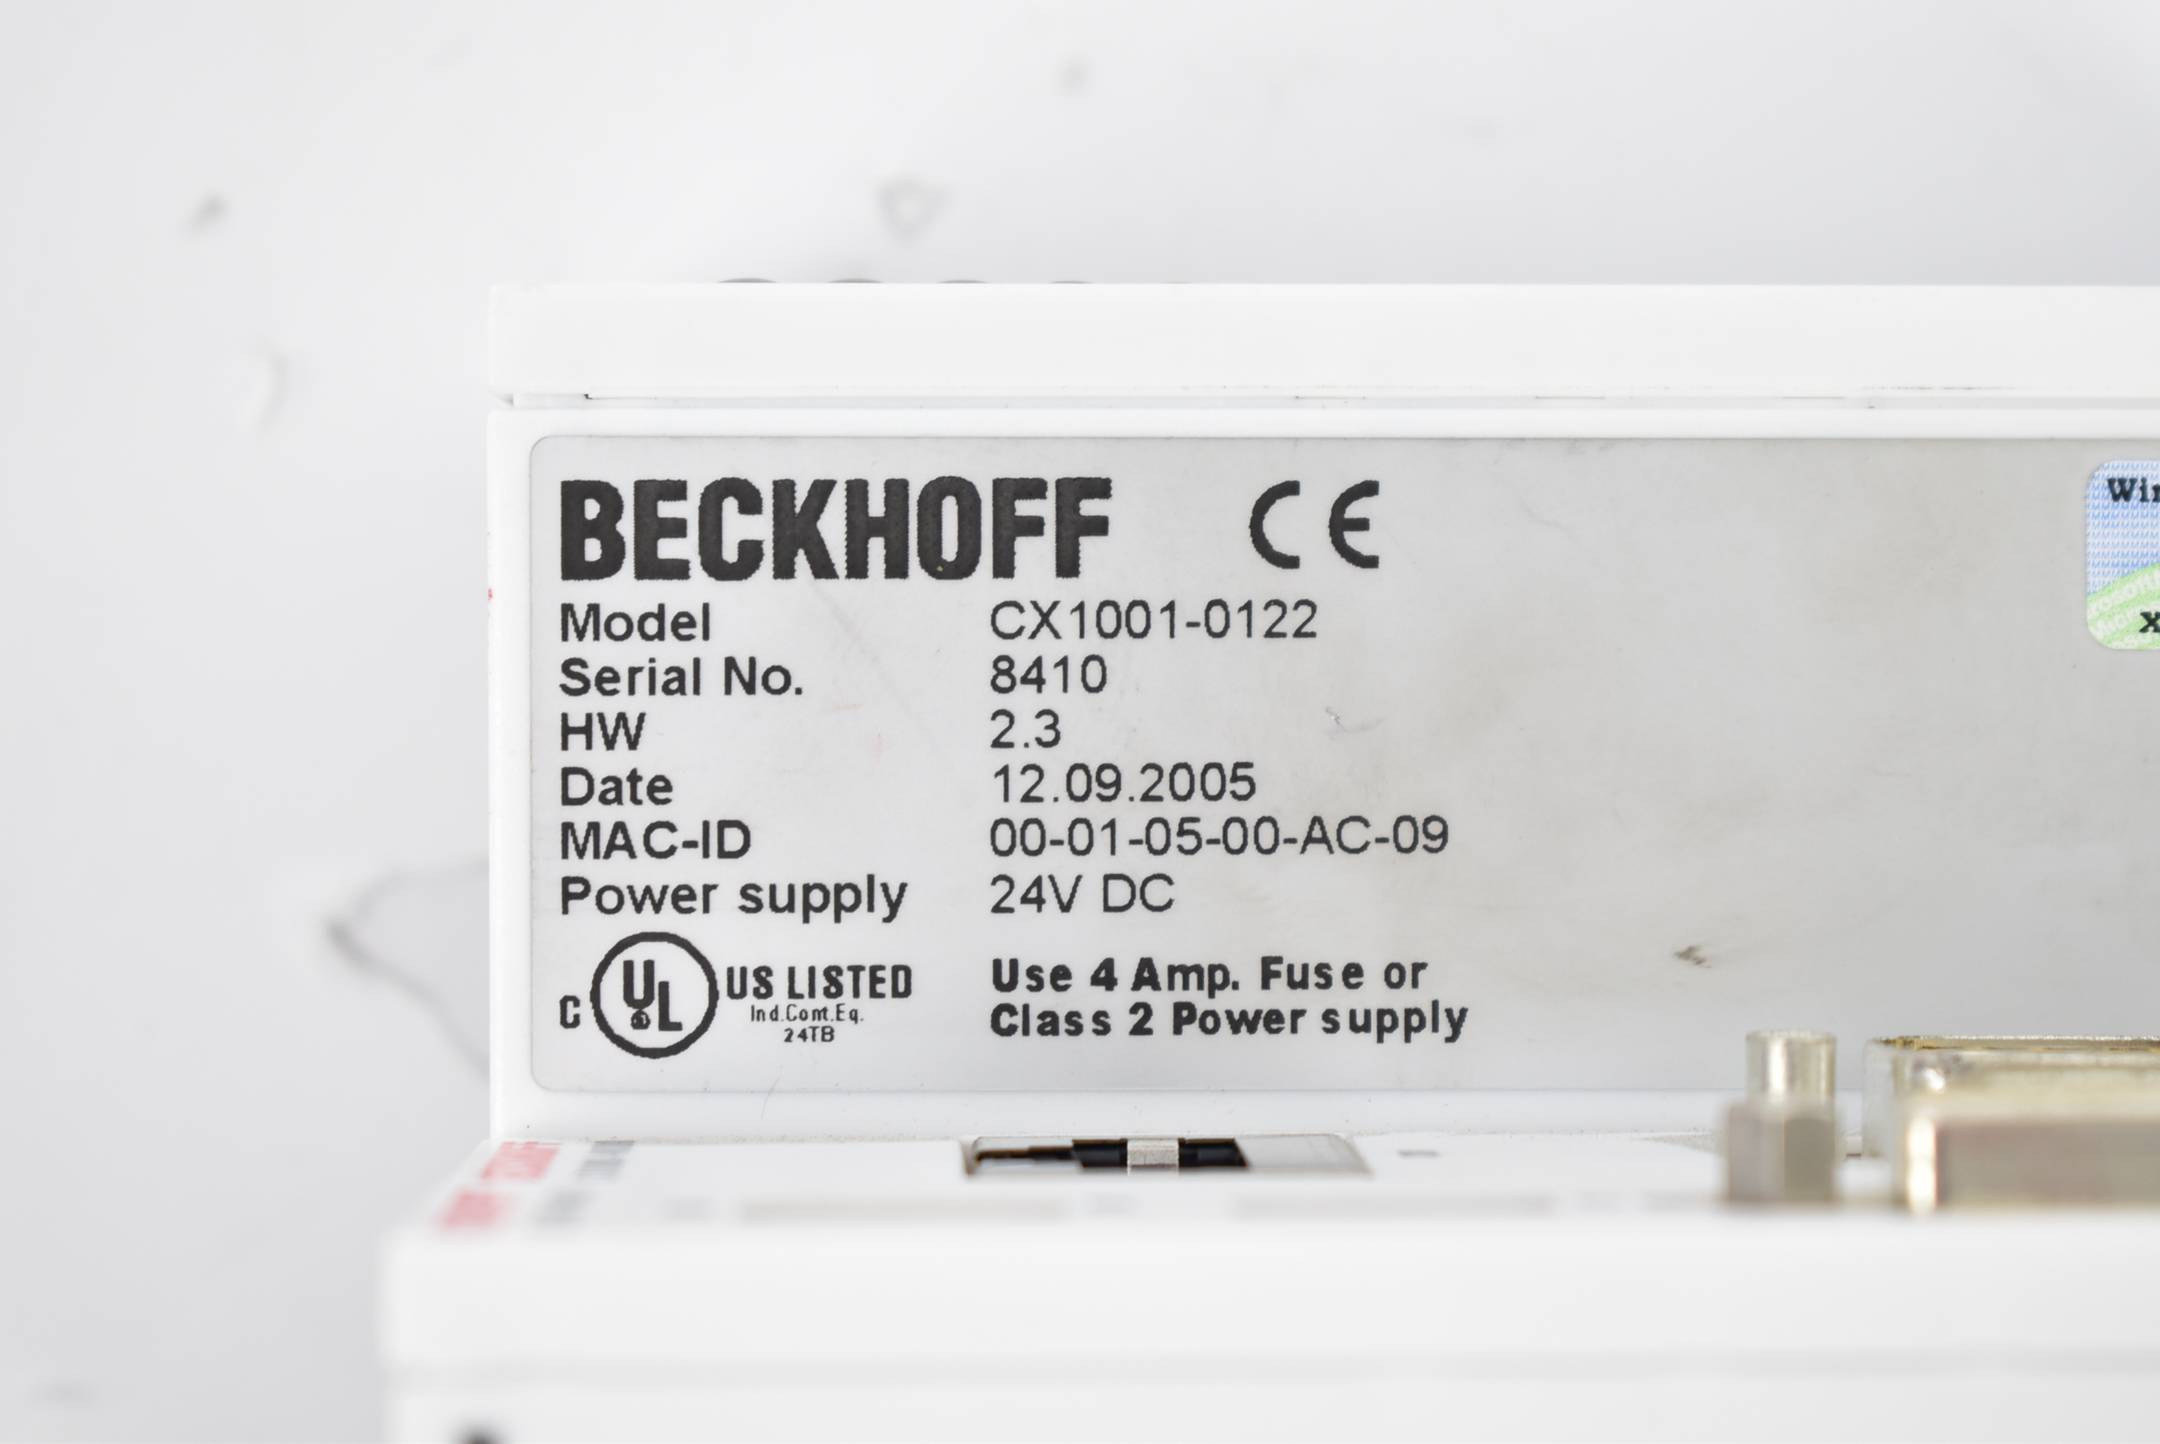 BECKHOFF CE
Model CX1001-0122
Serial No. 8410
HW 2.3
Date 12.09.2005
MAC-ID 00-01-05-00-AC-09
Power supply 24V DC
C UL US LISTED
Ind.Cont.Eq.
24TB
Use 4 Amp. Fuse or
Class 2 Power supply